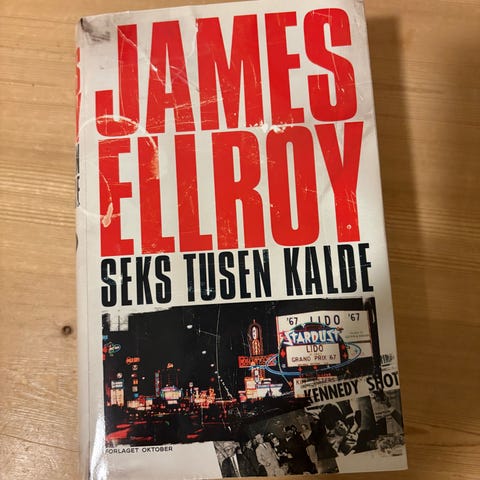 JAMES
ELLROY
SEKS TUSEN KALDE
'67 LIDO '67
STARDUST
LIDO
GRAND PRIX 67
KENNEDY SHOT
FORLAGET OKTOBER